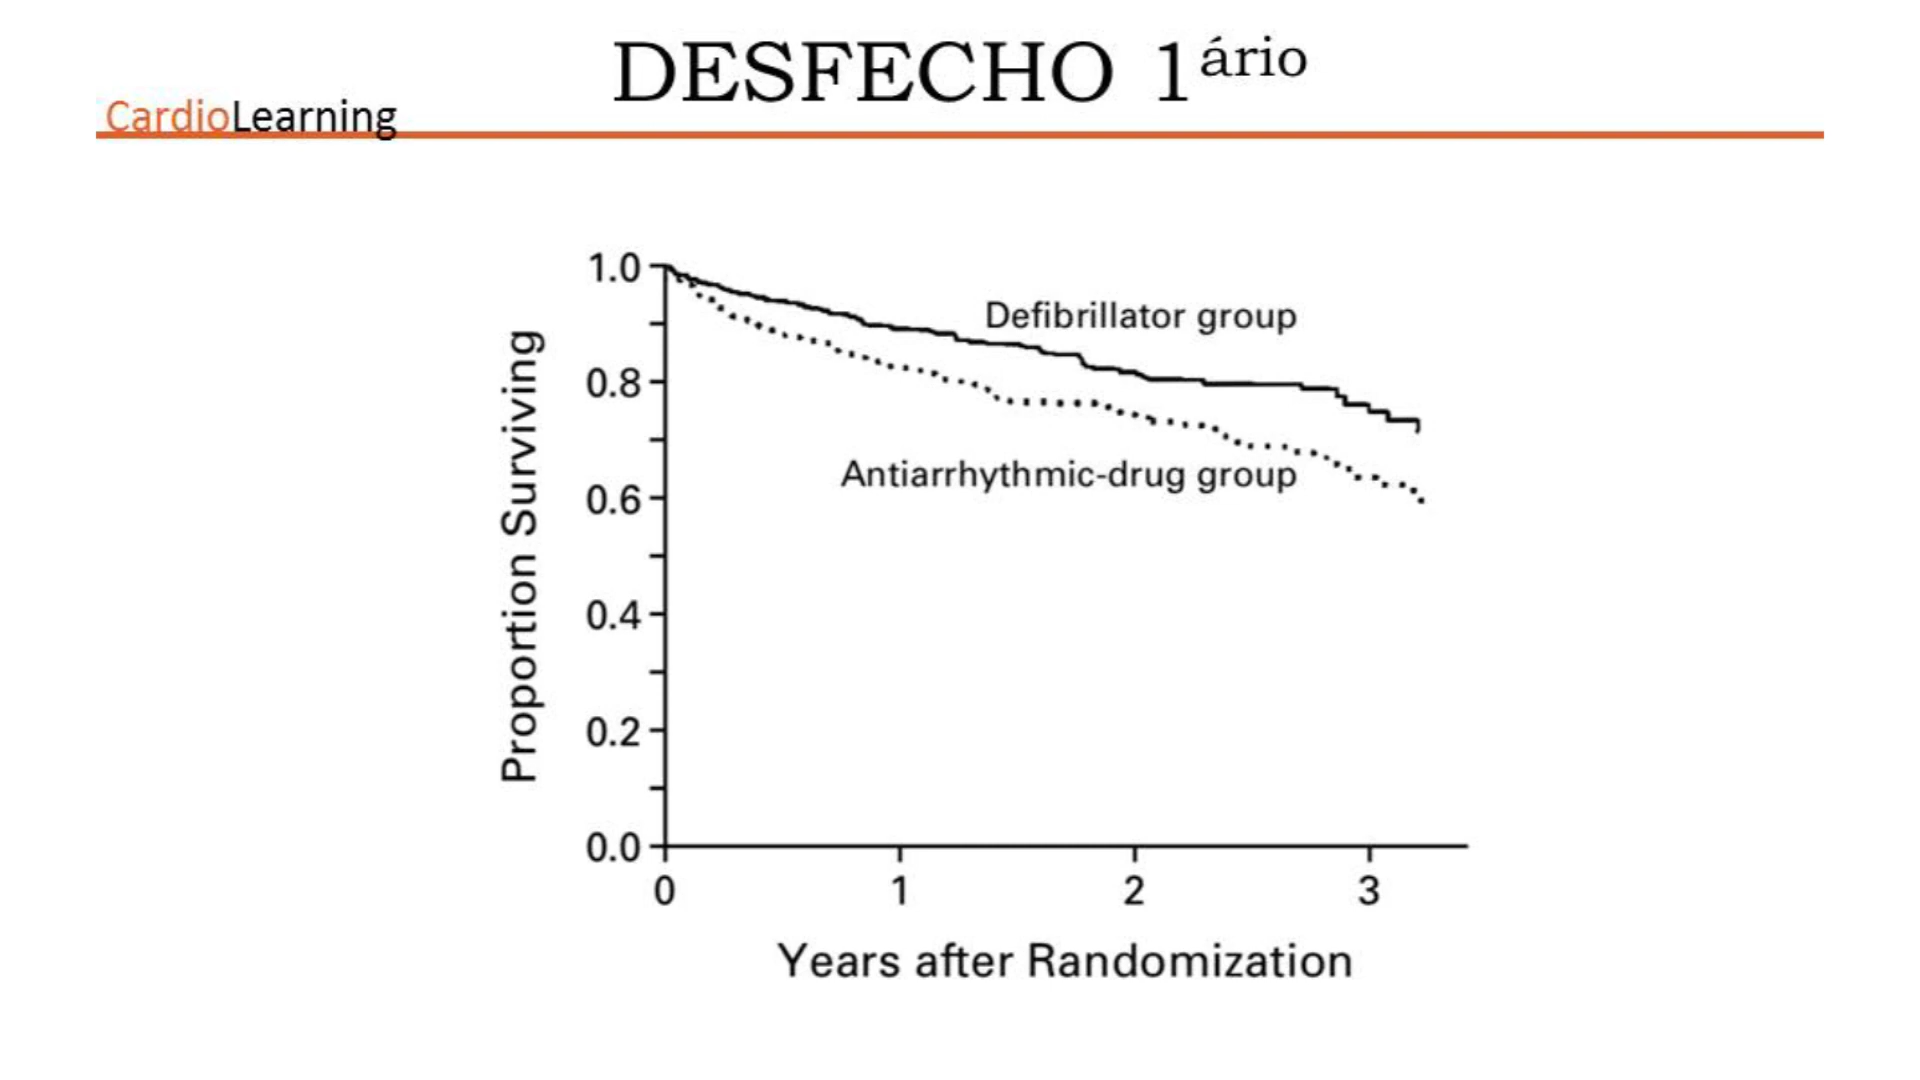 DESFECHO 1ário
CardioLearning
1.0
0.8
0.6
0.4
0.2
0.0
Proportion Surviving
Defibrillator group
Antiarrhythmic-drug group
0 1 2 3
Years after Randomization